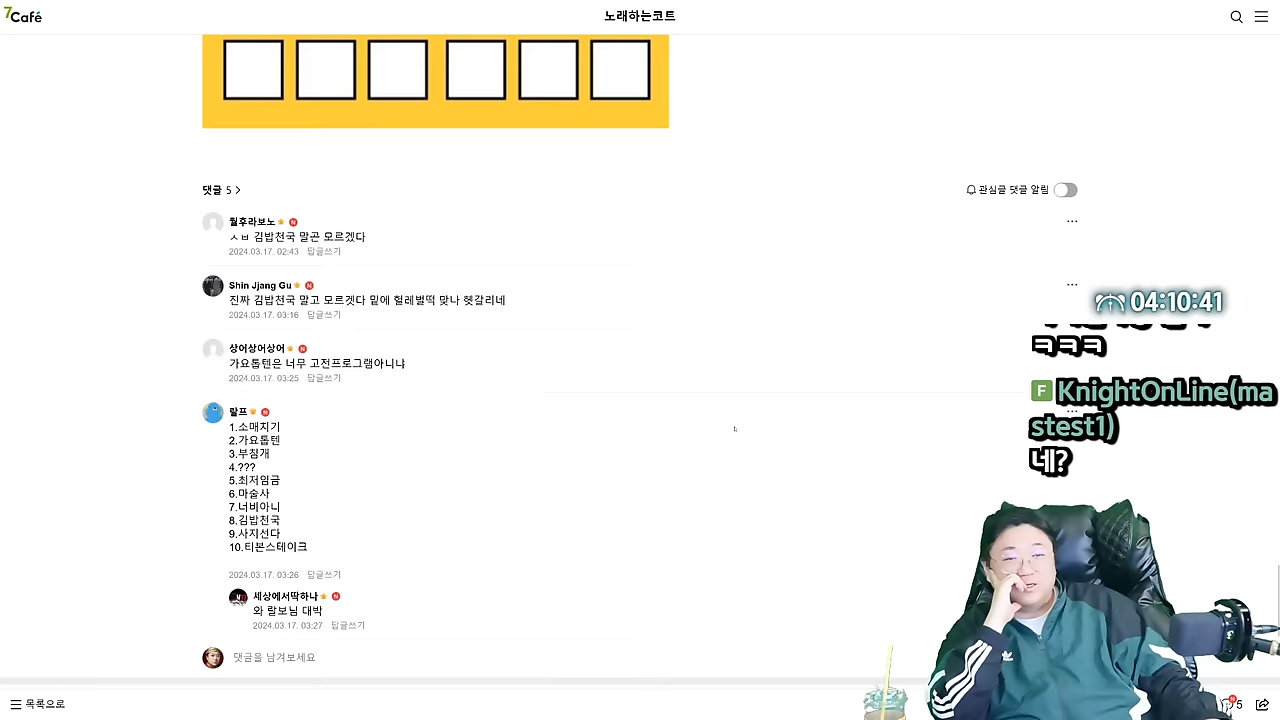 7Café
노래하는코트
댓글 5 >
관심글 댓글 알림
월후라보노 N
ㅅㅂ 김밥천국 말곤 모르겠다
2024.03.17. 02:43 답글쓰기
Shin Jjang Gu N
진짜 김밥천국 말고 모르겟다 밑에 헐레벌떡 맞나 헷갈리네
2024.03.17. 03:16 답글쓰기
04:10:41
ㅋㅋㅋ
상어상어상어 N
가요톱텐은 너무 고전프로그램아니냐
2024.03.17. 03:25 답글쓰기
F KnightOnLine(ma
stest1)
네?
랄프 N
1.소매치기
2.가요톱텐
3.부침개
4.???
5.최저임금
6.마술사
7.너비아니
8.김밥천국
9.사지선다
10.티본스테이크
2024.03.17. 03:26 답글쓰기
세상에서딱하나 N
와 랄보님 대박
2024.03.17. 03:27 답글쓰기
댓글을 남겨보세요
목록으로
N 5